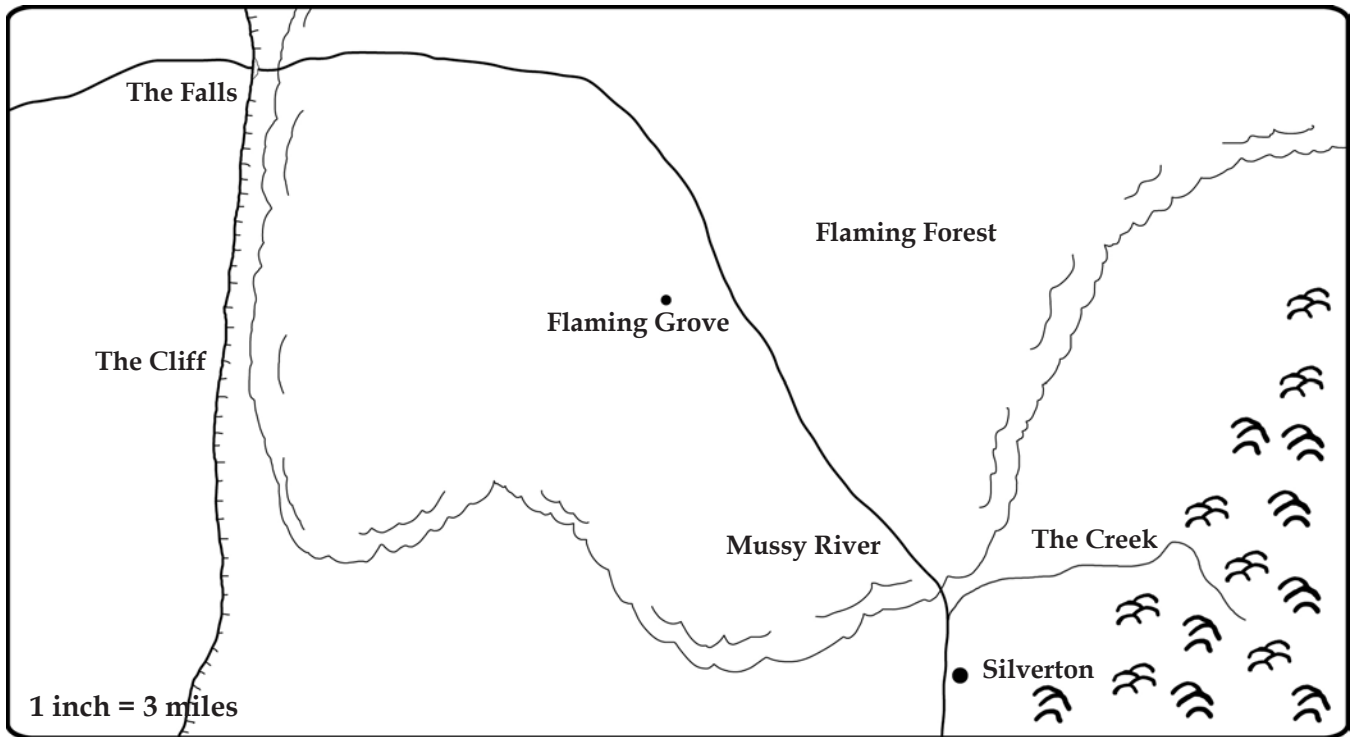 The Falls
Flaming Forest
Flaming Grove
The Cliff
Mussy River
The Creek
Silverton
1 inch = 3 miles